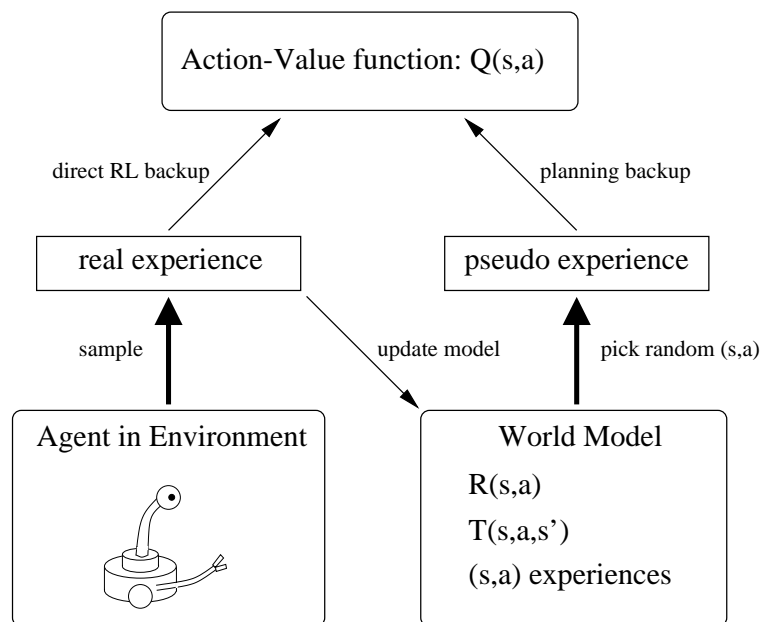 Action-Value function: Q(s,a)
direct RL backup
planning backup
real experience
pseudo experience
sample
update model
pick random (s,a)
Agent in Environment
World Model
R(s,a)
T(s,a,s’)
(s,a) experiences